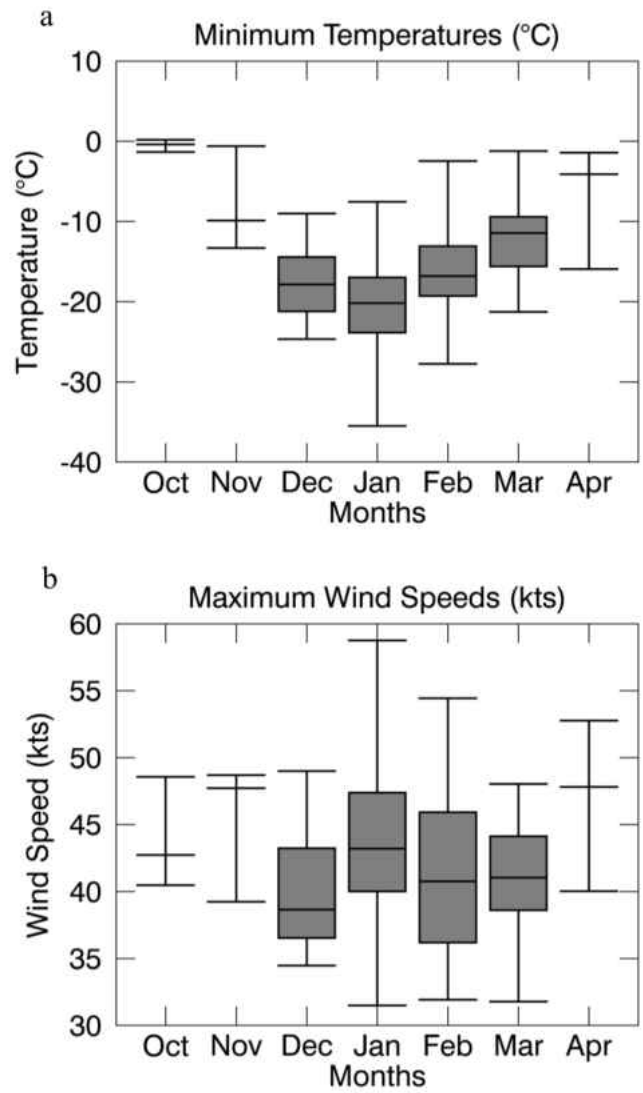 a
Minimum Temperatures (°C)
10
0
-10
-20
-30
-40
Temperature (°C)
Oct Nov Dec Jan Feb Mar Apr
Months
b
Maximum Wind Speeds (kts)
60
55
50
45
40
35
30
Wind Speed (kts)
Oct Nov Dec Jan Feb Mar Apr
Months